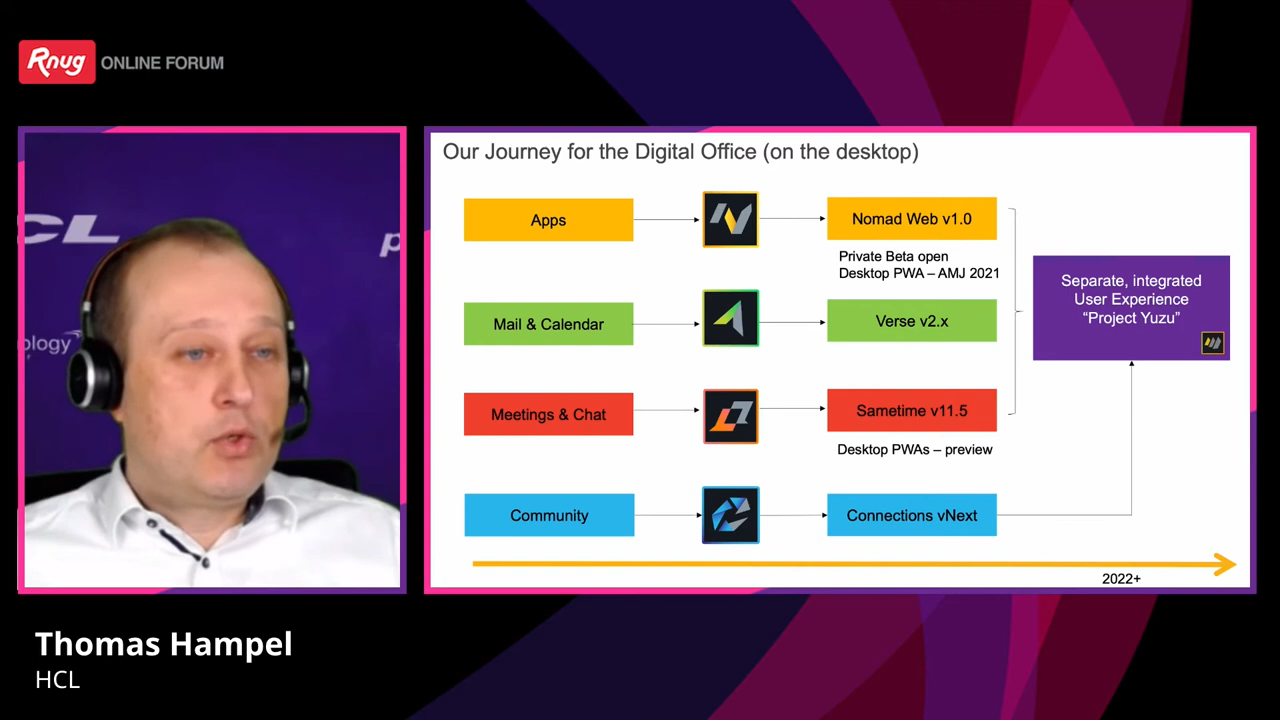 Rnug ONLINE FORUM
CL
p
ology
Our Journey for the Digital Office (on the desktop)
Apps
Nomad Web v1.0
Private Beta open
Desktop PWA – AMJ 2021
Mail & Calendar
Verse v2.x
Separate, integrated
User Experience
“Project Yuzu”
Meetings & Chat
Sametime v11.5
Desktop PWAs – preview
Community
Connections vNext
2022+
Thomas Hampel
HCL